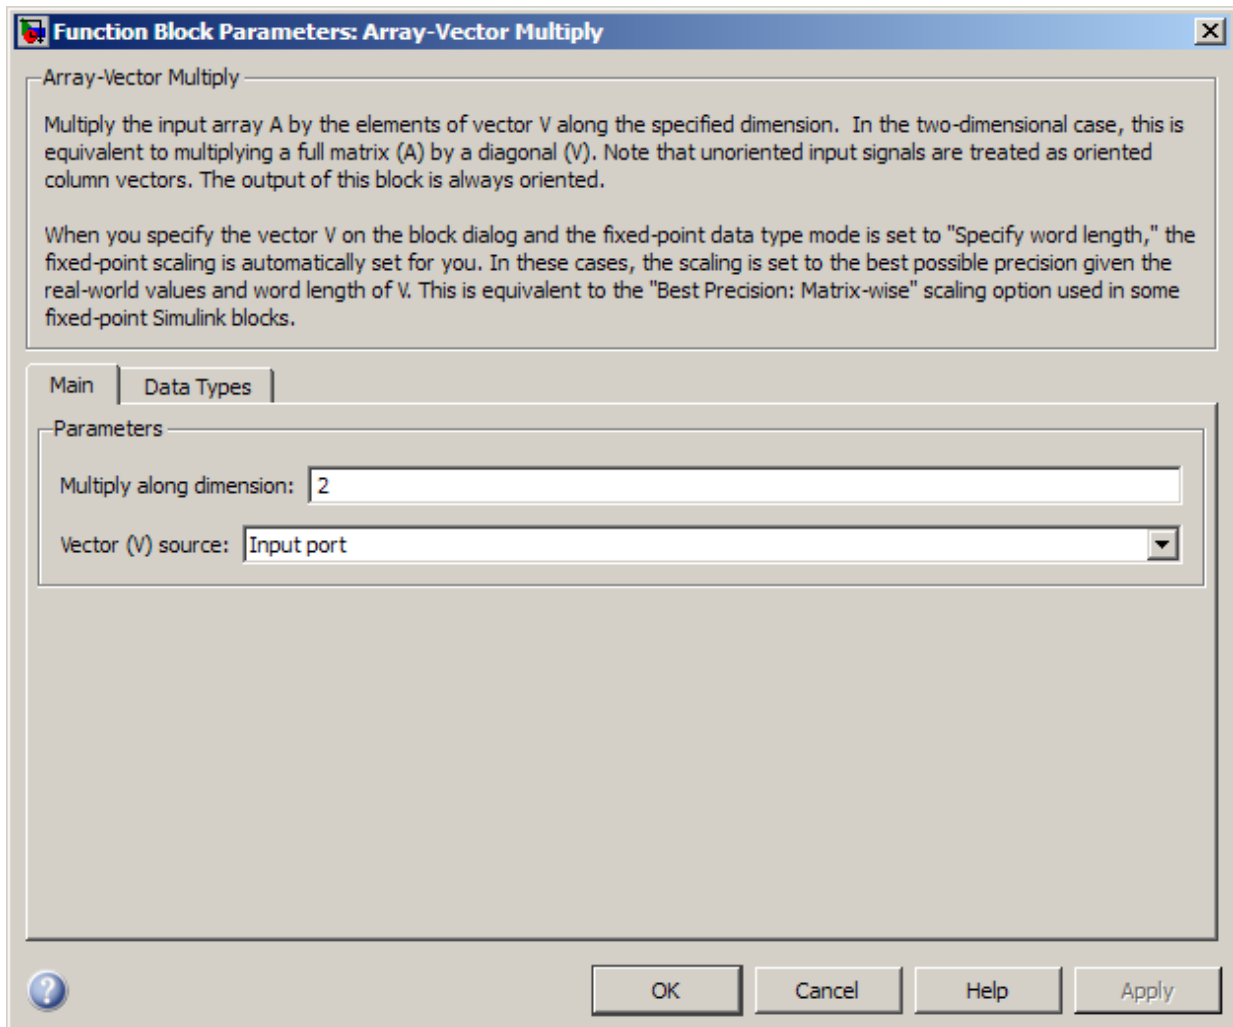 Function Block Parameters: Array-Vector Multiply
Array-Vector Multiply
Multiply the input array A by the elements of vector V along the specified dimension.  In the two-dimensional case, this is
equivalent to multiplying a full matrix (A) by a diagonal (V). Note that unoriented input signals are treated as oriented
column vectors. The output of this block is always oriented.
When you specify the vector V on the block dialog and the fixed-point data type mode is set to "Specify word length," the
fixed-point scaling is automatically set for you. In these cases, the scaling is set to the best possible precision given the
real-world values and word length of V. This is equivalent to the "Best Precision: Matrix-wise" scaling option used in some
fixed-point Simulink blocks.
Main Data Types
Parameters
Multiply along dimension: 2
Vector (V) source: Input port
? OK Cancel Help Apply